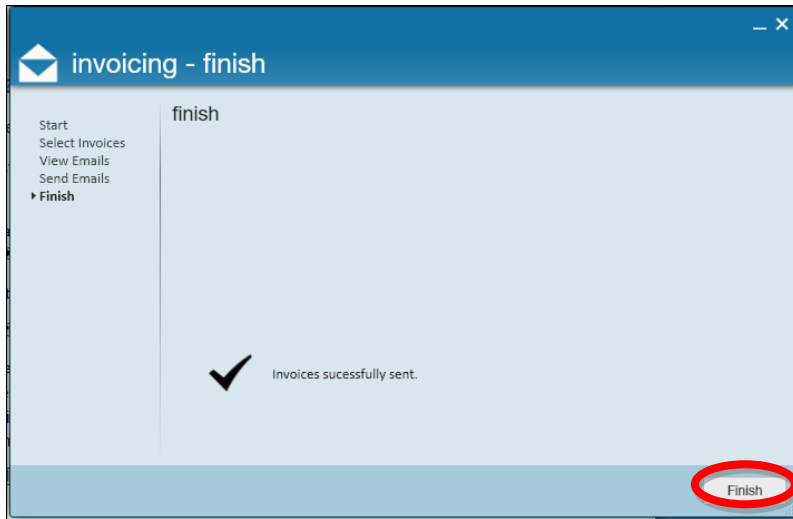 invoicing - finish
Start
Select Invoices
View Emails
Send Emails
Finish
finish
Invoices sucessfully sent.
Finish